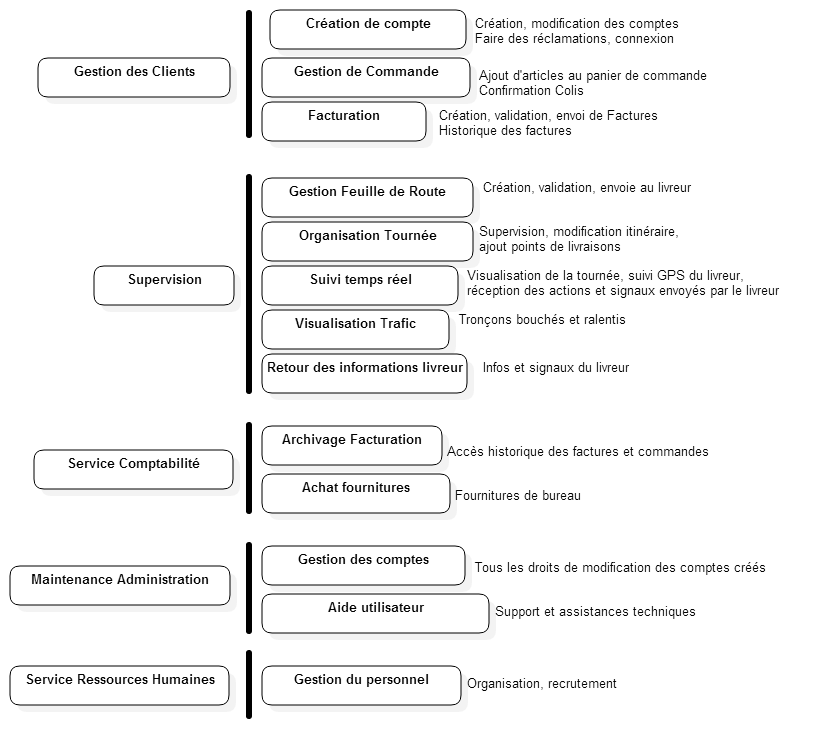 Gestion des Clients
Création de compte
Création, modification des comptes
Faire des réclamations, connexion
Gestion de Commande
Ajout d'articles au panier de commande
Confirmation Colis
Facturation
Création, validation, envoi de Factures
Historique des factures
Supervision
Gestion Feuille de Route
Création, validation, envoie au livreur
Organisation Tournée
Supervision, modification itinéraire,
ajout points de livraisons
Suivi temps réel
Visualisation de la tournée, suivi GPS du livreur,
réception des actions et signaux envoyés par le livreur
Visualisation Trafic
Tronçons bouchés et ralentis
Retour des informations livreur
Infos et signaux du livreur
Service Comptabilité
Archivage Facturation
Accès historique des factures et commandes
Achat fournitures
Fournitures de bureau
Maintenance Administration
Gestion des comptes
Tous les droits de modification des comptes créés
Aide utilisateur
Support et assistances techniques
Service Ressources Humaines
Gestion du personnel
Organisation, recrutement